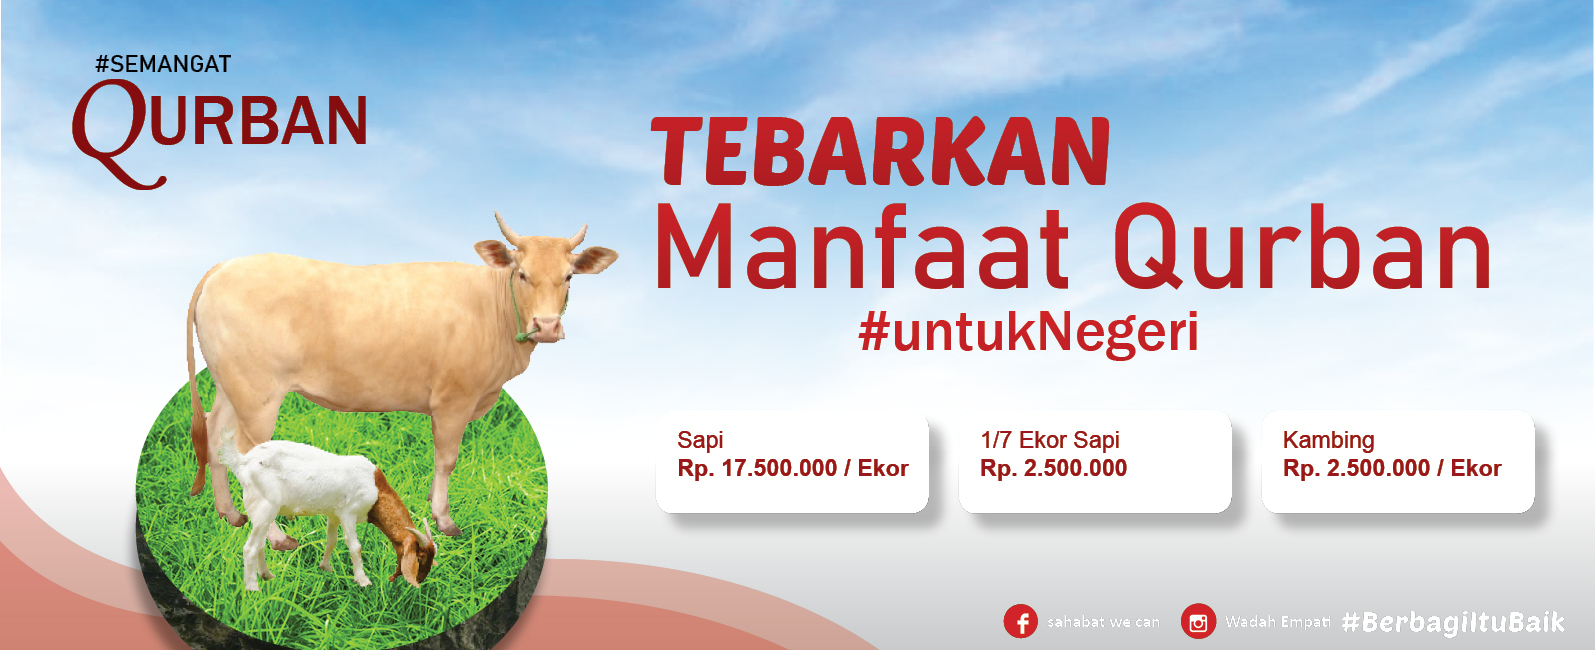 #SEMANGAT
QURBAN
TEBARKAN
Manfaat Qurban
#untukNegeri
Sapi
Rp. 17.500.000 / Ekor
1/7 Ekor Sapi
Rp. 2.500.000
Kambing
Rp. 2.500.000 / Ekor
sahabat we can
Wadah Empati
#BerbagiItuBaik